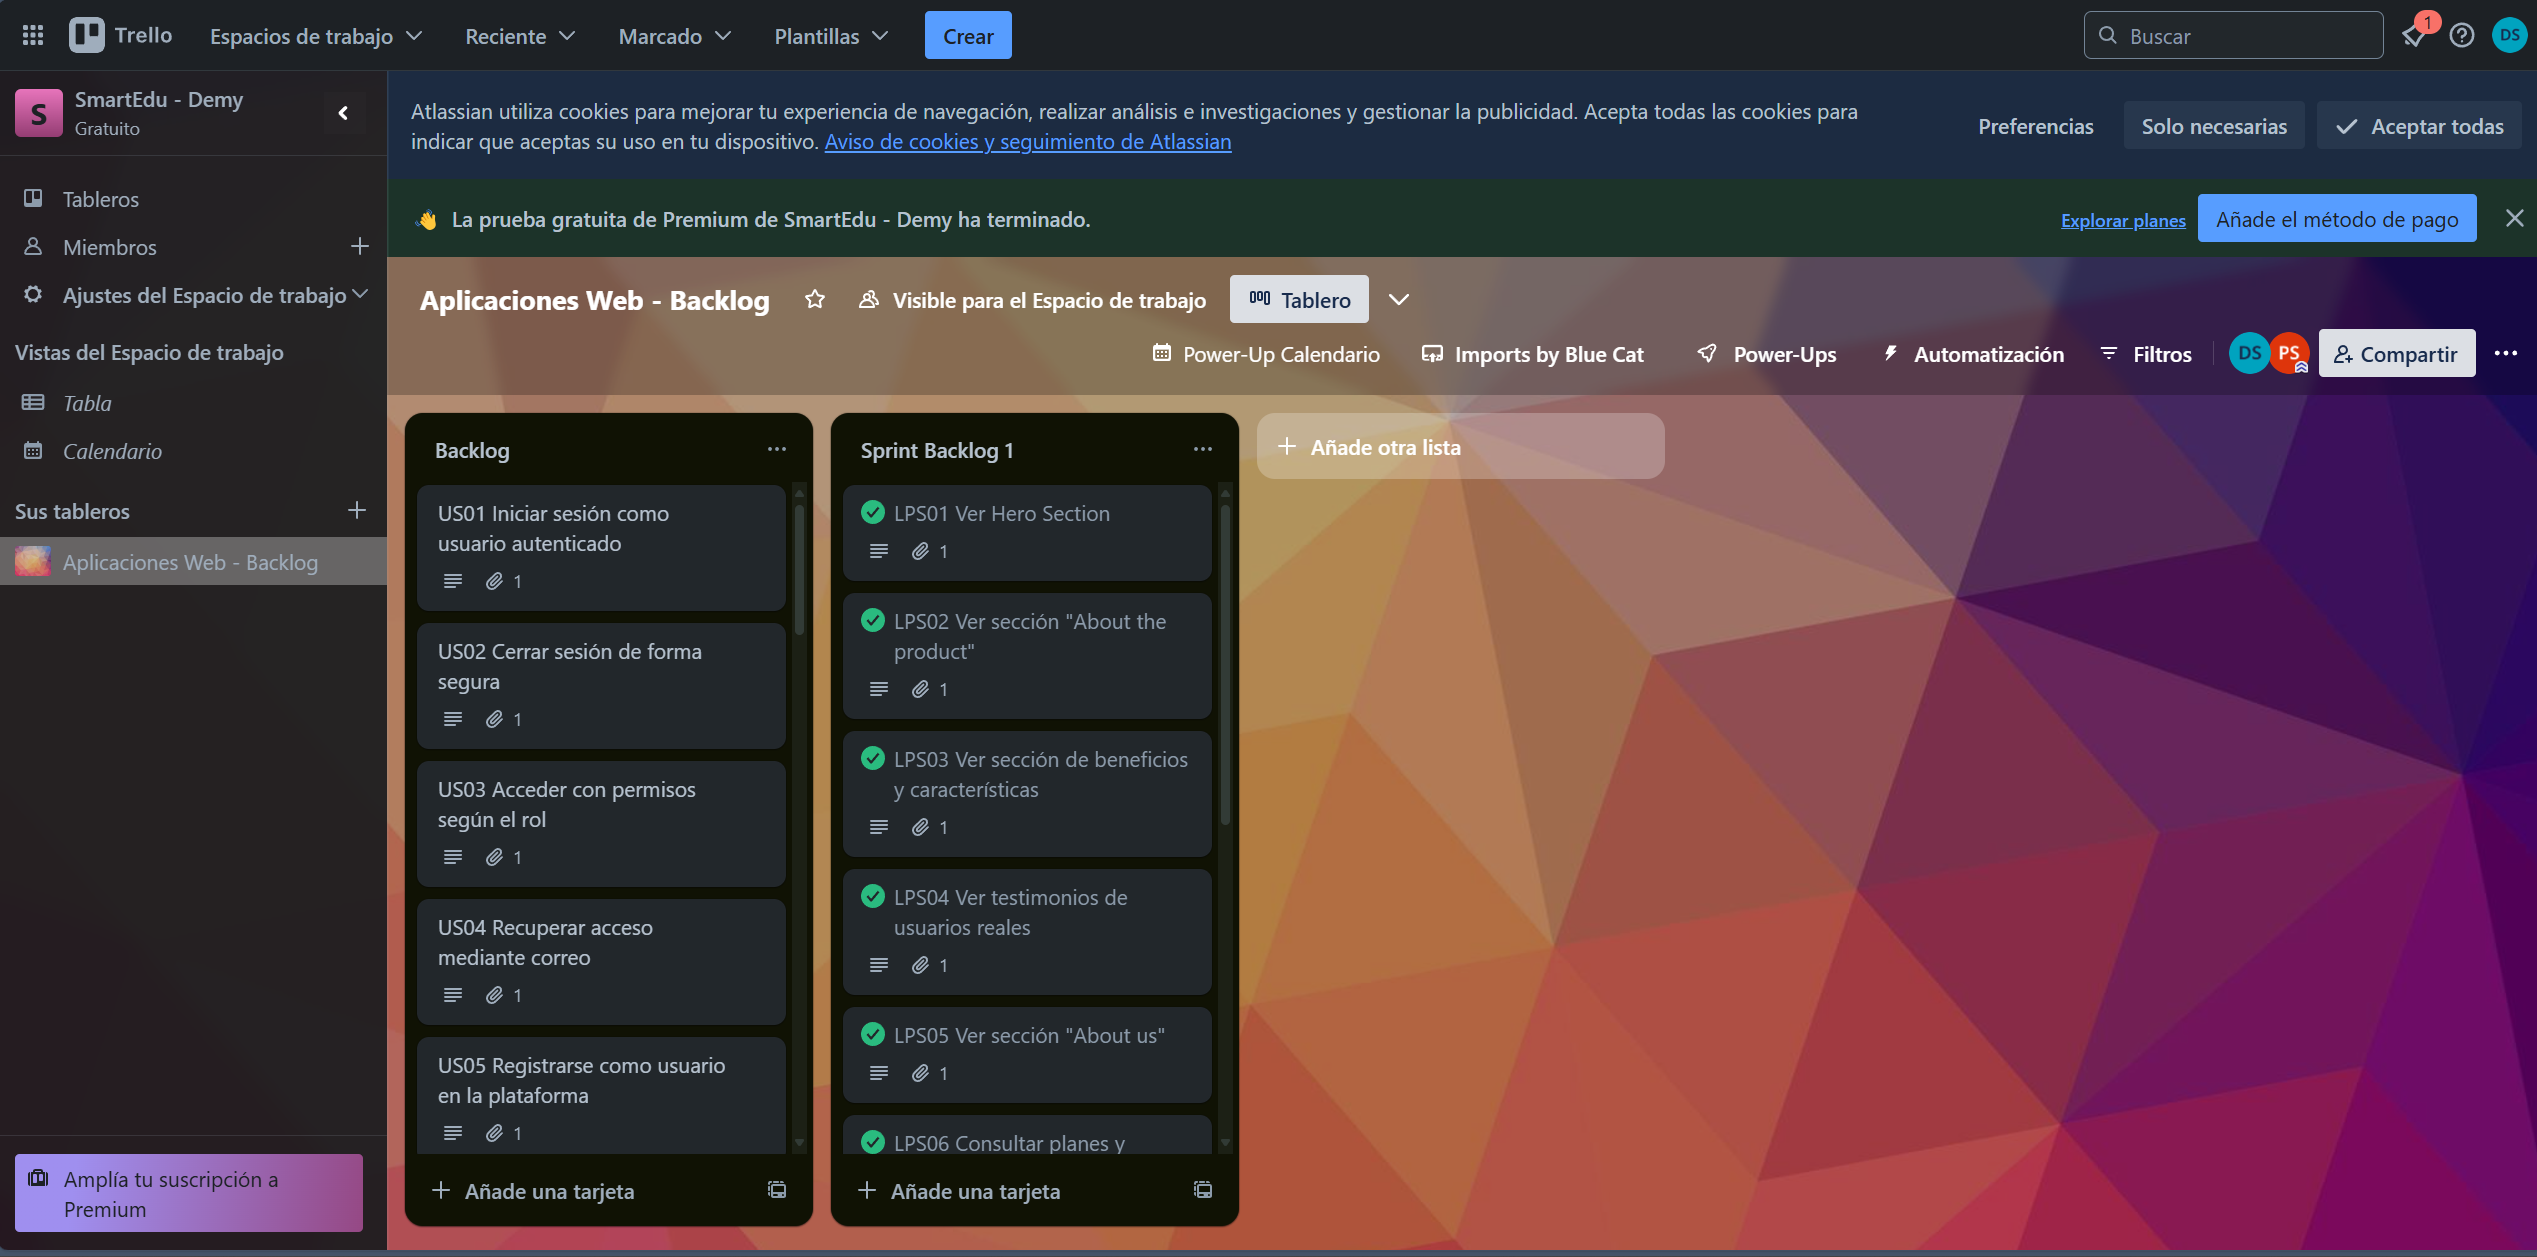 Trello
Espacios de trabajo
Reciente
Marcado
Plantillas
Crear
Buscar
1
DS
S
SmartEdu - Demy
Gratuito
Tableros
Miembros
Ajustes del Espacio de trabajo
Vistas del Espacio de trabajo
Tabla
Calendario
Sus tableros
Aplicaciones Web - Backlog
Amplía tu suscripción a
Premium
Atlassian utiliza cookies para mejorar tu experiencia de navegación, realizar análisis e investigaciones y gestionar la publicidad. Acepta todas las cookies para
indicar que aceptas su uso en tu dispositivo. Aviso de cookies y seguimiento de Atlassian
Preferencias
Solo necesarias
Aceptar todas
👋 La prueba gratuita de Premium de SmartEdu - Demy ha terminado.
Explorar planes
Añade el método de pago
Aplicaciones Web - Backlog
Visible para el Espacio de trabajo
Tablero
Power-Up Calendario
Imports by Blue Cat
Power-Ups
Automatización
Filtros
DS
PS
Compartir
Backlog
US01 Iniciar sesión como
usuario autenticado
1
US02 Cerrar sesión de forma
segura
1
US03 Acceder con permisos
según el rol
1
US04 Recuperar acceso
mediante correo
1
US05 Registrarse como usuario
en la plataforma
1
Añade una tarjeta
Sprint Backlog 1
LPS01 Ver Hero Section
1
LPS02 Ver sección "About the
product"
1
LPS03 Ver sección de beneficios
y características
1
LPS04 Ver testimonios de
usuarios reales
1
LPS05 Ver sección "About us"
1
LPS06 Consultar planes y
Añade una tarjeta
Añade otra lista